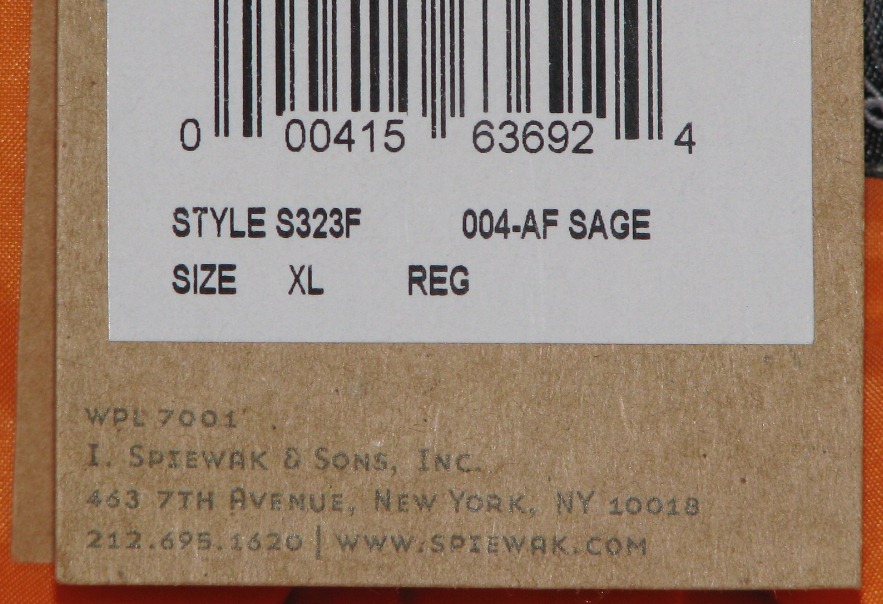 0 00415 63692 4
STYLE S323F 004-AF SAGE
SIZE XL REG
WPL 7001
I. SPIEWAK & SONS, INC.
463 7TH AVENUE, NEW YORK, NY 10018
212.695.1620 | WWW.SPIEWAK.COM